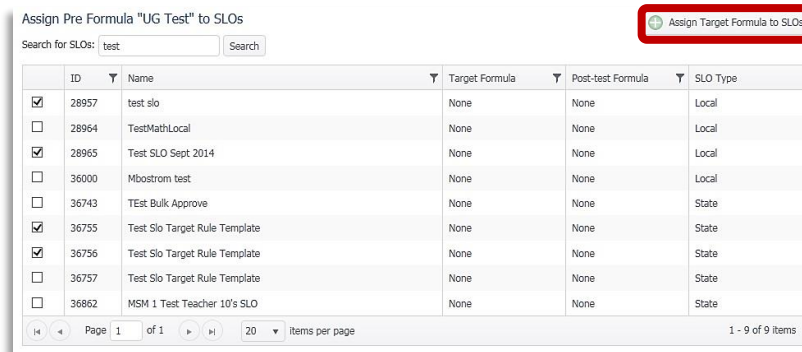 Assign Pre Formula "UG Test" to SLOs
Assign Target Formula to SLOs
Search for SLOs: test Search
ID Name Target Formula Post-test Formula SLO Type
28957 test slo None None Local
28964 TestMathLocal None None Local
28965 Test SLO Sept 2014 None None Local
36000 Mbostrom test None None Local
36743 TEst Bulk Approve None None State
36755 Test Slo Target Rule Template None None State
36756 Test Slo Target Rule Template None None State
36757 Test Slo Target Rule Template None None State
36862 MSM 1 Test Teacher 10's SLO None None State
Page 1 of 1 20 items per page 1 - 9 of 9 items